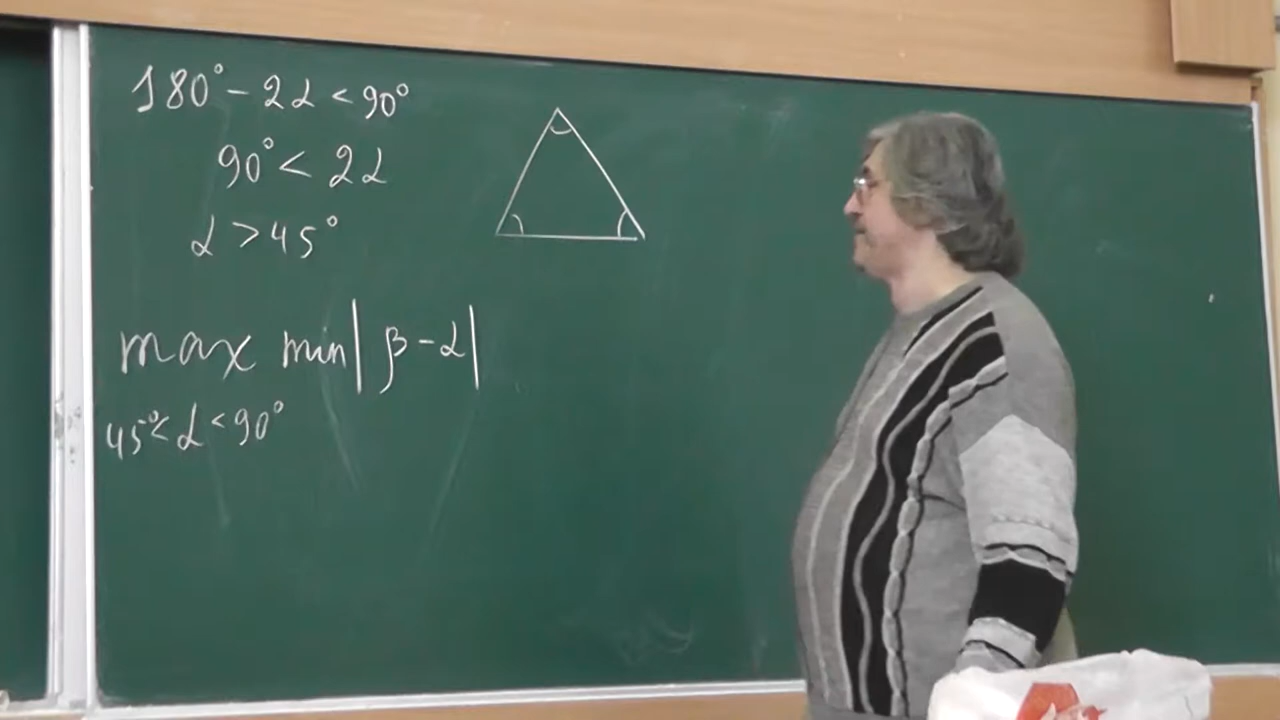 180° - 2α < 90°
90° < 2α
α > 45°
max min | β - α |
45° < α < 90°